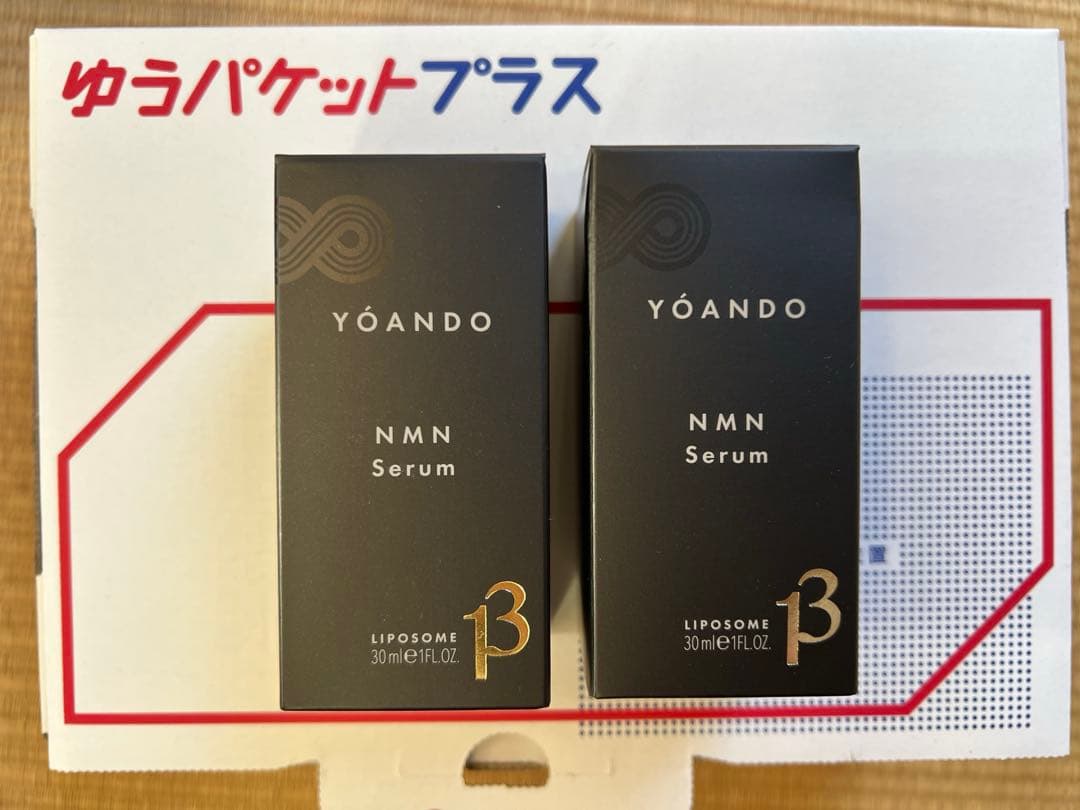 ゆうパケットプラス
YÓANDO
NMN
Serum
LIPOSOME
30ml℮1FL.OZ.
β
YÓANDO
NMN
Serum
LIPOSOME
30ml℮1FL.OZ.
β
置